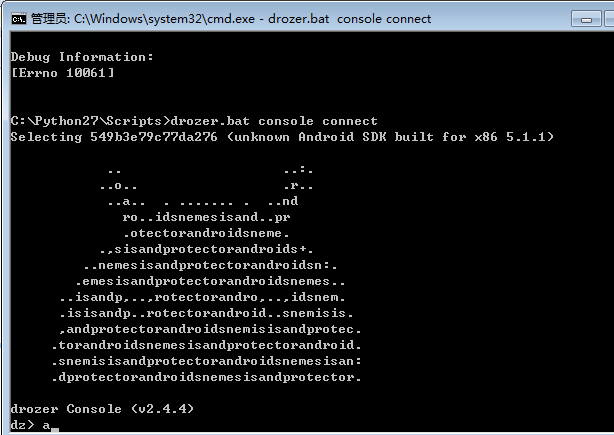 管理员: C:\Windows\system32\cmd.exe - drozer.bat  console connect
Debug Information:
[Errno 10061]
C:\Python27\Scripts>drozer.bat console connect
Selecting 549b3e79c77da276 (unknown Android SDK built for x86 5.1.1)
            ..                    ..:.
           ..o..                  .r..
            ..a..  . ....... .  ..nd
              ro..idsnemesisand..pr
              .otectorandroidsneme.
           .,sisandprotectorandroids+.
         ..nemesisandprotectorandroidsn:.
        .emesisandprotectorandroidsnemes..
      ..isandp,..,rotectorandro,..,idsnem.
      .isisandp..rotectorandroid..snemisis.
      ,andprotectorandroidsnemisisandprotec.
     .torandroidsnemesisandprotectorandroid.
     .snemisisandprotectorandroidsnemesisan:
     .dprotectorandroidsnemesisandprotector.
drozer Console (v2.4.4)
dz> a_